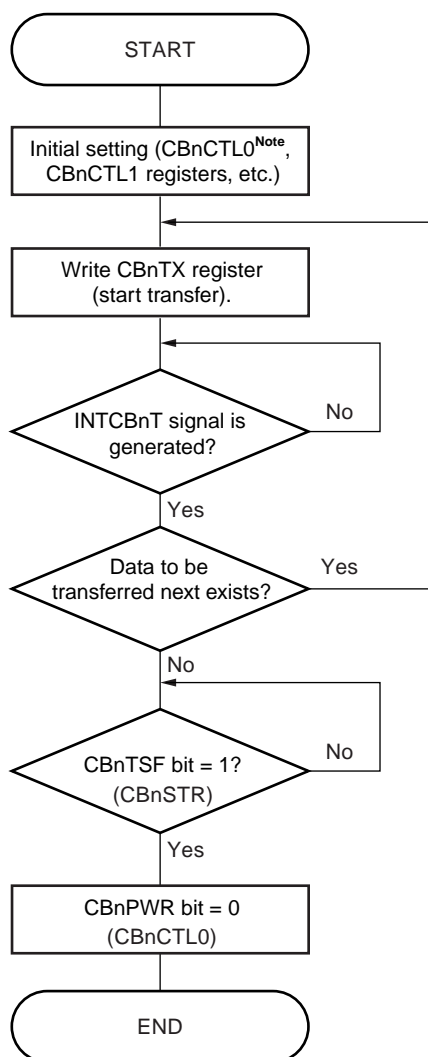 START
Initial setting (CBnCTL0Note,
CBnCTL1 registers, etc.)
Write CBnTX register
(start transfer).
INTCBnT signal is
generated?
No
Yes
Data to be
transferred next exists?
Yes
No
CBnTSF bit = 1?
(CBnSTR)
No
Yes
CBnPWR bit = 0
(CBnCTL0)
END